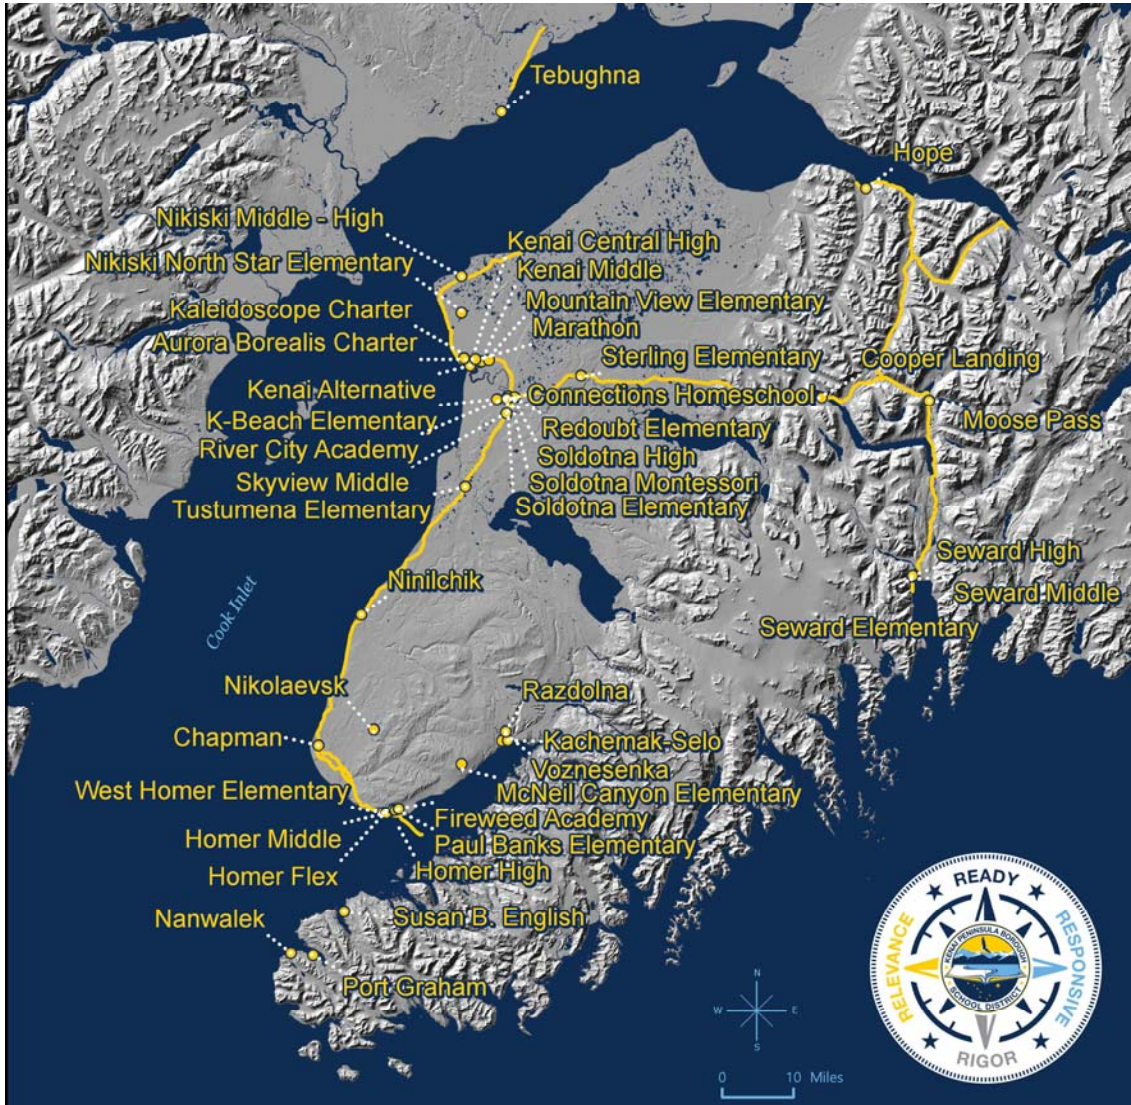 Tebughna
Hope
Nikiski Middle - High
Kenai Central High
Nikiski North Star Elementary
Kenai Middle
Mountain View Elementary
Kaleidoscope Charter
Marathon
Aurora Borealis Charter
Sterling Elementary
Cooper Landing
Kenai Alternative
Connections Homeschool
K-Beach Elementary
Moose Pass
Redoubt Elementary
River City Academy
Soldotna High
Skyview Middle
Soldotna Montessori
Tustumena Elementary
Soldotna Elementary
Seward High
Ninilchik
Seward Middle
Cook Inlet
Seward Elementary
Nikolaevsk
Razdolna
Chapman
Kachemak-Selo
Voznesenka
West Homer Elementary
McNeil Canyon Elementary
Fireweed Academy
Homer Middle
Paul Banks Elementary
Homer High
Homer Flex
Nanwalek
Susan B. English
Port Graham
READY
RELEVANCE
RESPONSIVE
KENAI PENINSULA BOROUGH
SCHOOL DISTRICT
RIGOR
N
W
E
S
0 10 Miles